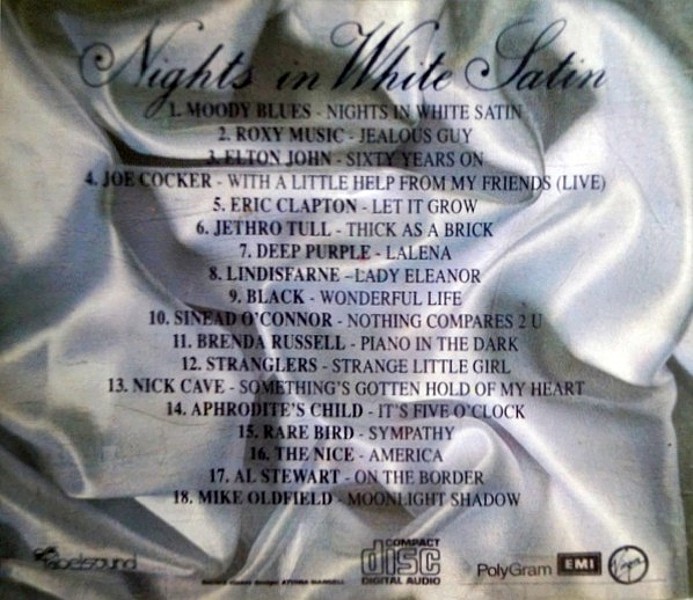 Nights in White Satin
1. MOODY BLUES - NIGHTS IN WHITE SATIN
2. ROXY MUSIC - JEALOUS GUY
3. ELTON JOHN - SIXTY YEARS ON
4. JOE COCKER - WITH A LITTLE HELP FROM MY FRIENDS (LIVE)
5. ERIC CLAPTON - LET IT GROW
6. JETHRO TULL - THICK AS A BRICK
7. DEEP PURPLE - LALENA
8. LINDISFARNE - LADY ELEANOR
9. BLACK - WONDERFUL LIFE
10. SINEAD O'CONNOR - NOTHING COMPARES 2 U
11. BRENDA RUSSELL - PIANO IN THE DARK
12. STRANGLERS - STRANGE LITTLE GIRL
13. NICK CAVE - SOMETHING'S GOTTEN HOLD OF MY HEART
14. APHRODITE'S CHILD - IT'S FIVE O'CLOCK
15. RARE BIRD - SYMPATHY
16. THE NICE - AMERICA
17. AL STEWART - ON THE BORDER
18. MIKE OLDFIELD - MOONLIGHT SHADOW
COMPACT
disc
DIGITAL AUDIO
PolyGram EMI Virgin